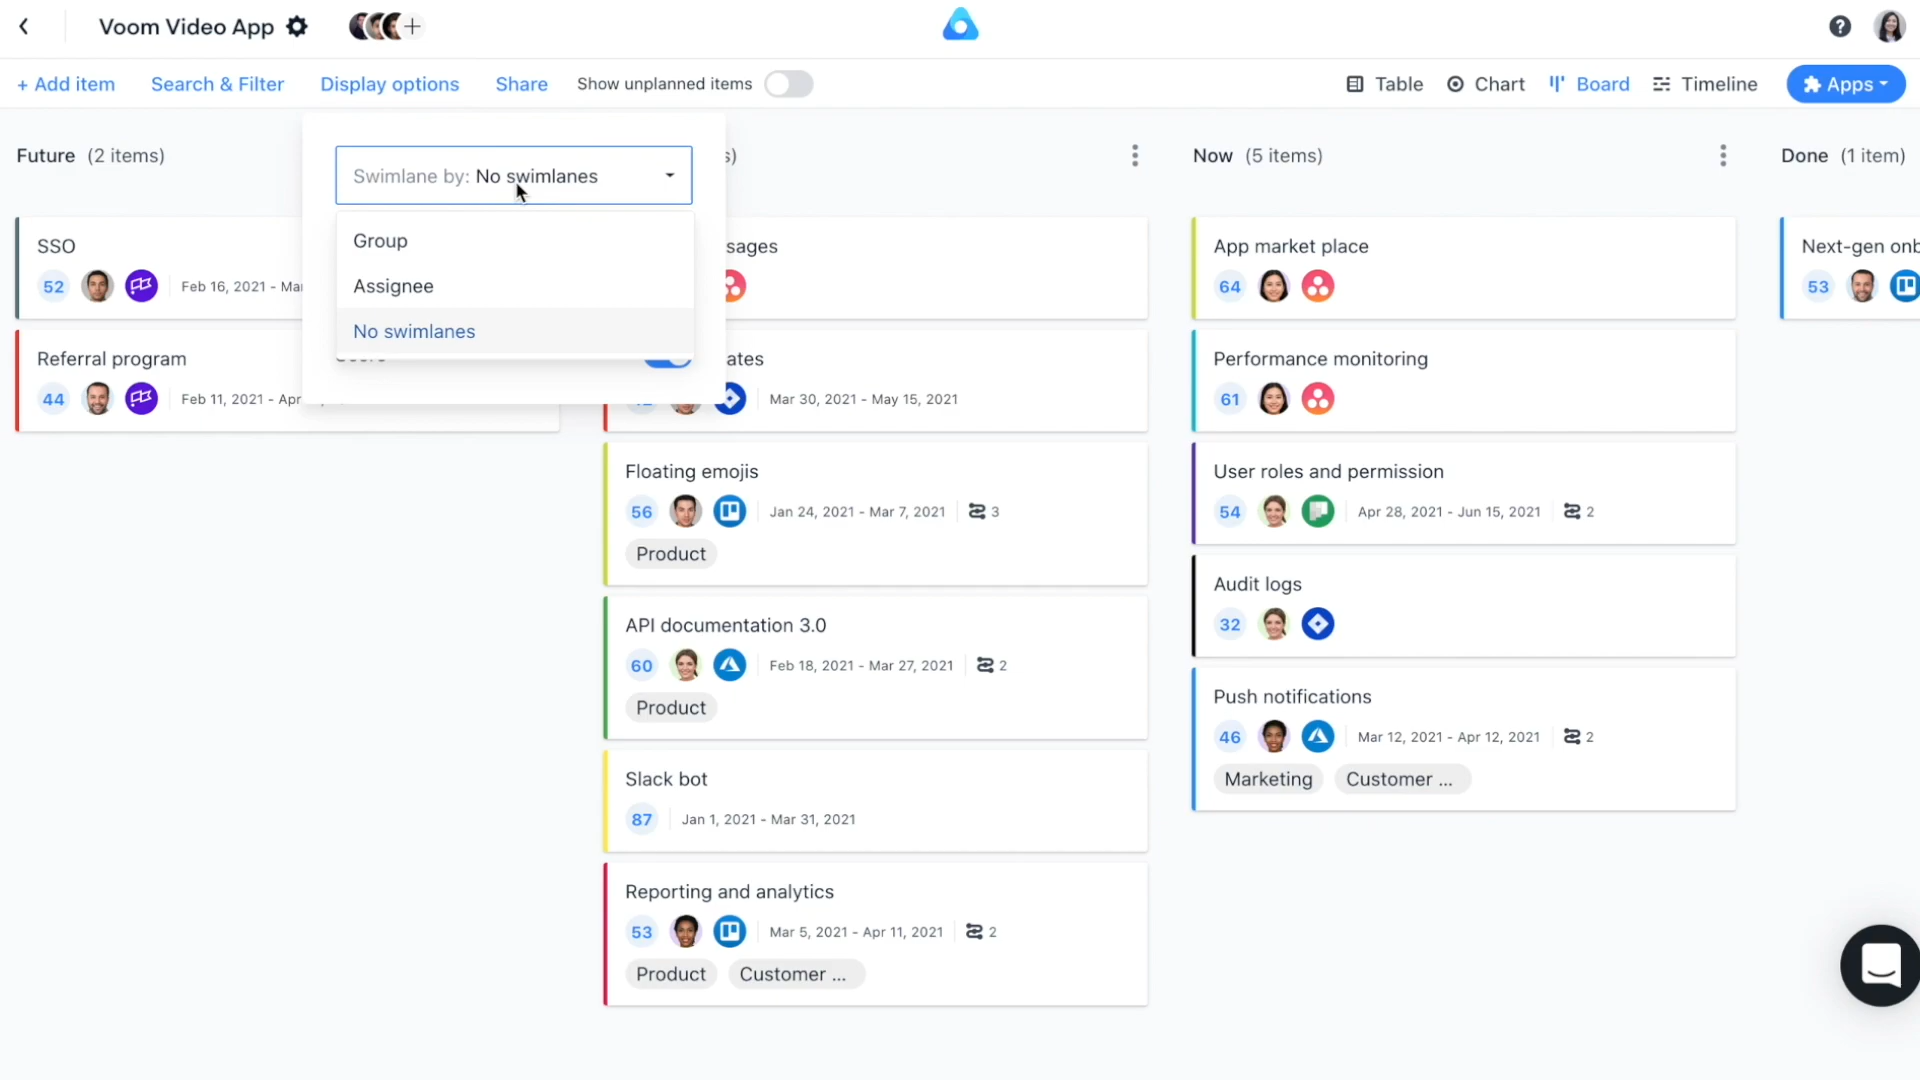 Voom Video App
+ Add item
Search & Filter
Display options
Share
Show unplanned items
Table
Chart
Board
Timeline
Apps
Future (2 items)
SSO
52
Feb 16, 2021 -
Referral program
44
Feb 11, 2021 - Apr
Swimlane by: No swimlanes
Group
Assignee
No swimlanes
Mar 30, 2021 - May 15, 2021
Floating emojis
56
Jan 24, 2021 - Mar 7, 2021
3
Product
API documentation 3.0
60
Feb 18, 2021 - Mar 27, 2021
2
Product
Slack bot
87
Jan 1, 2021 - Mar 31, 2021
Reporting and analytics
53
Mar 5, 2021 - Apr 11, 2021
2
Product
Customer ...
Now (5 items)
App market place
64
Performance monitoring
61
User roles and permission
54
Apr 28, 2021 - Jun 15, 2021
2
Audit logs
32
Push notifications
46
Mar 12, 2021 - Apr 12, 2021
2
Marketing
Customer ...
Done (1 item)
Next-gen
53